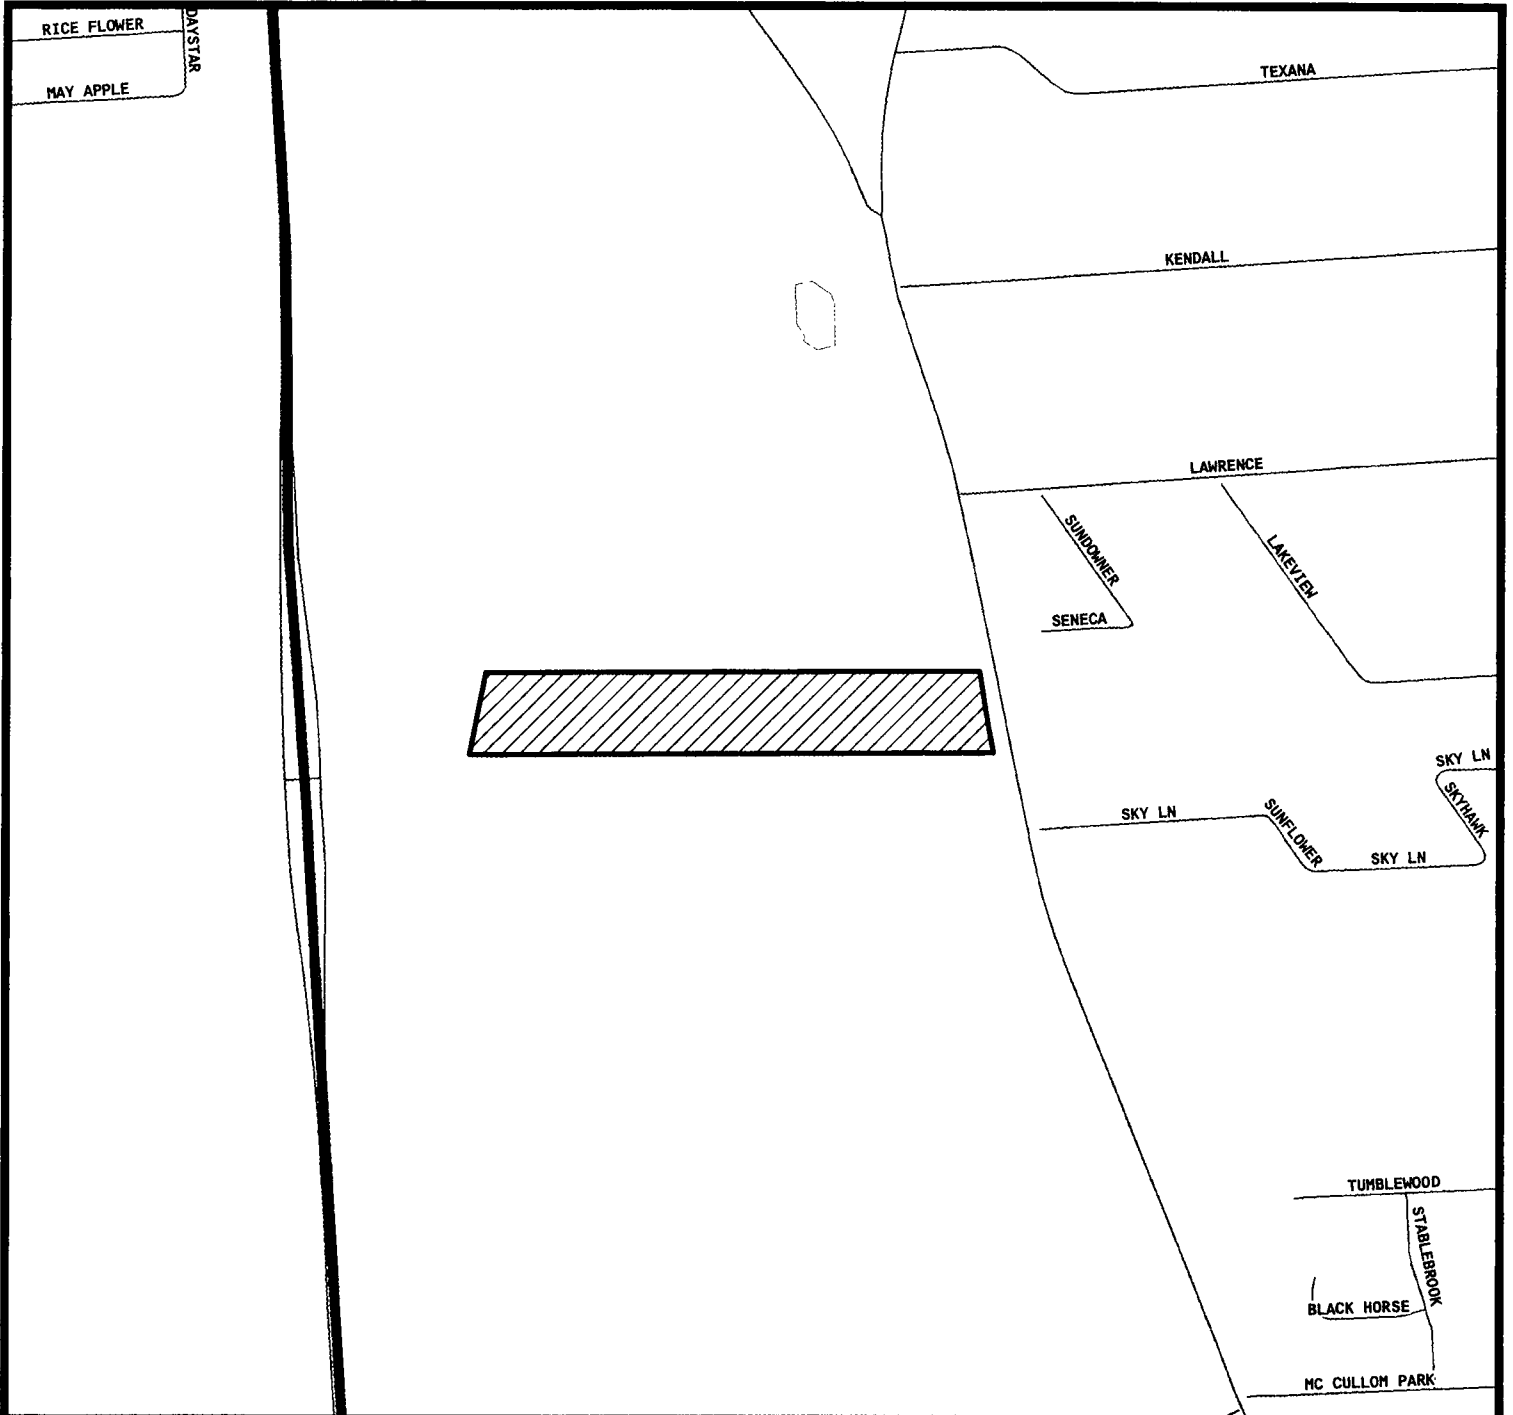 RICE FLOWER
DAYSTAR
MAY APPLE
TEXANA
KENDALL
LAWRENCE
SUNDOWNER
LAKEVIEW
SENECA
SKY LN
SKYHAWK
SKY LN
SUNFLOWER
SKY LN
TUMBLEWOOD
STABLEBROOK
BLACK HORSE
MC CULLOM PARK